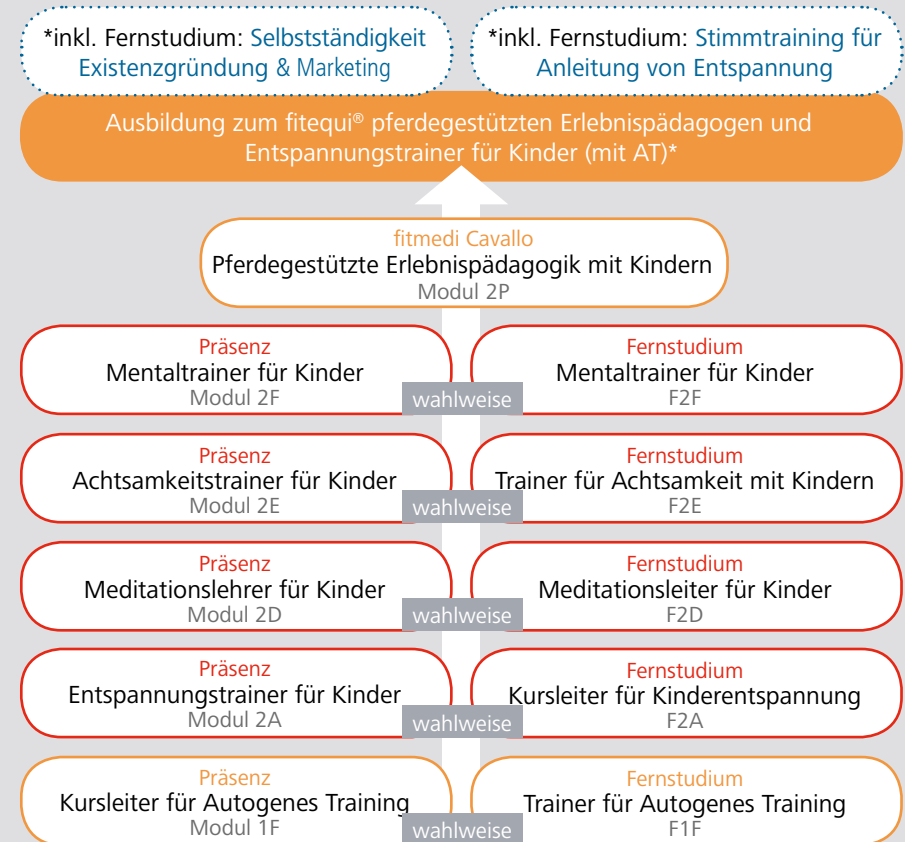 *inkl. Fernstudium: Selbstständigkeit
Existenzgründung & Marketing
*inkl. Fernstudium: Stimmtraining für
Anleitung von Entspannung
Ausbildung zum fitequi® pferdegestützten Erlebnispädagogen und
Entspannungstrainer für Kinder (mit AT)*
fitmedi Cavallo
Pferdegestützte Erlebnispädagogik mit Kindern
Modul 2P
Präsenz
Mentaltrainer für Kinder
Modul 2F
wahlweise
Fernstudium
Mentaltrainer für Kinder
F2F
Präsenz
Achtsamkeitstrainer für Kinder
Modul 2E
wahlweise
Fernstudium
Trainer für Achtsamkeit mit Kindern
F2E
Präsenz
Meditationslehrer für Kinder
Modul 2D
wahlweise
Fernstudium
Meditationsleiter für Kinder
F2D
Präsenz
Entspannungstrainer für Kinder
Modul 2A
wahlweise
Fernstudium
Kursleiter für Kinderentspannung
F2A
Präsenz
Kursleiter für Autogenes Training
Modul 1F
wahlweise
Fernstudium
Trainer für Autogenes Training
F1F